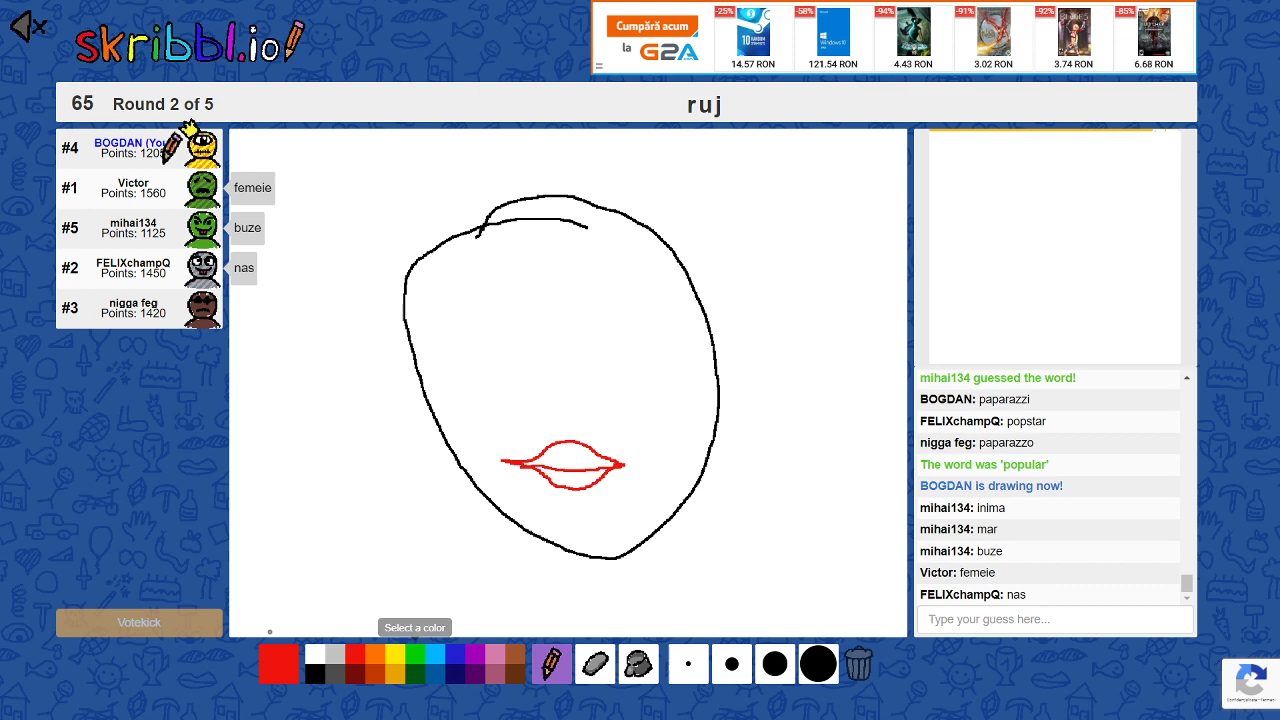 skribbl.io
Cumpără acum
la G2A
-25%
14.57 RON
-58%
Windows 10
121.54 RON
-94%
4.43 RON
-91%
3.02 RON
-92%
3.74 RON
-85%
6.68 RON
65 Round 2 of 5
ruj
#4 BOGDAN (You
Points: 120
#1 Victor
Points: 1560
femeie
#5 mihai134
Points: 1125
buze
#2 FELIXchampQ
Points: 1450
nas
#3 nigga feg
Points: 1420
mihai134 guessed the word!
BOGDAN: paparazzi
FELIXchampQ: popstar
nigga feg: paparazzo
The word was 'popular'
BOGDAN is drawing now!
mihai134: inima
mihai134: mar
mihai134: buze
Victor: femeie
FELIXchampQ: nas
Type your guess here...
Votekick
Select a color